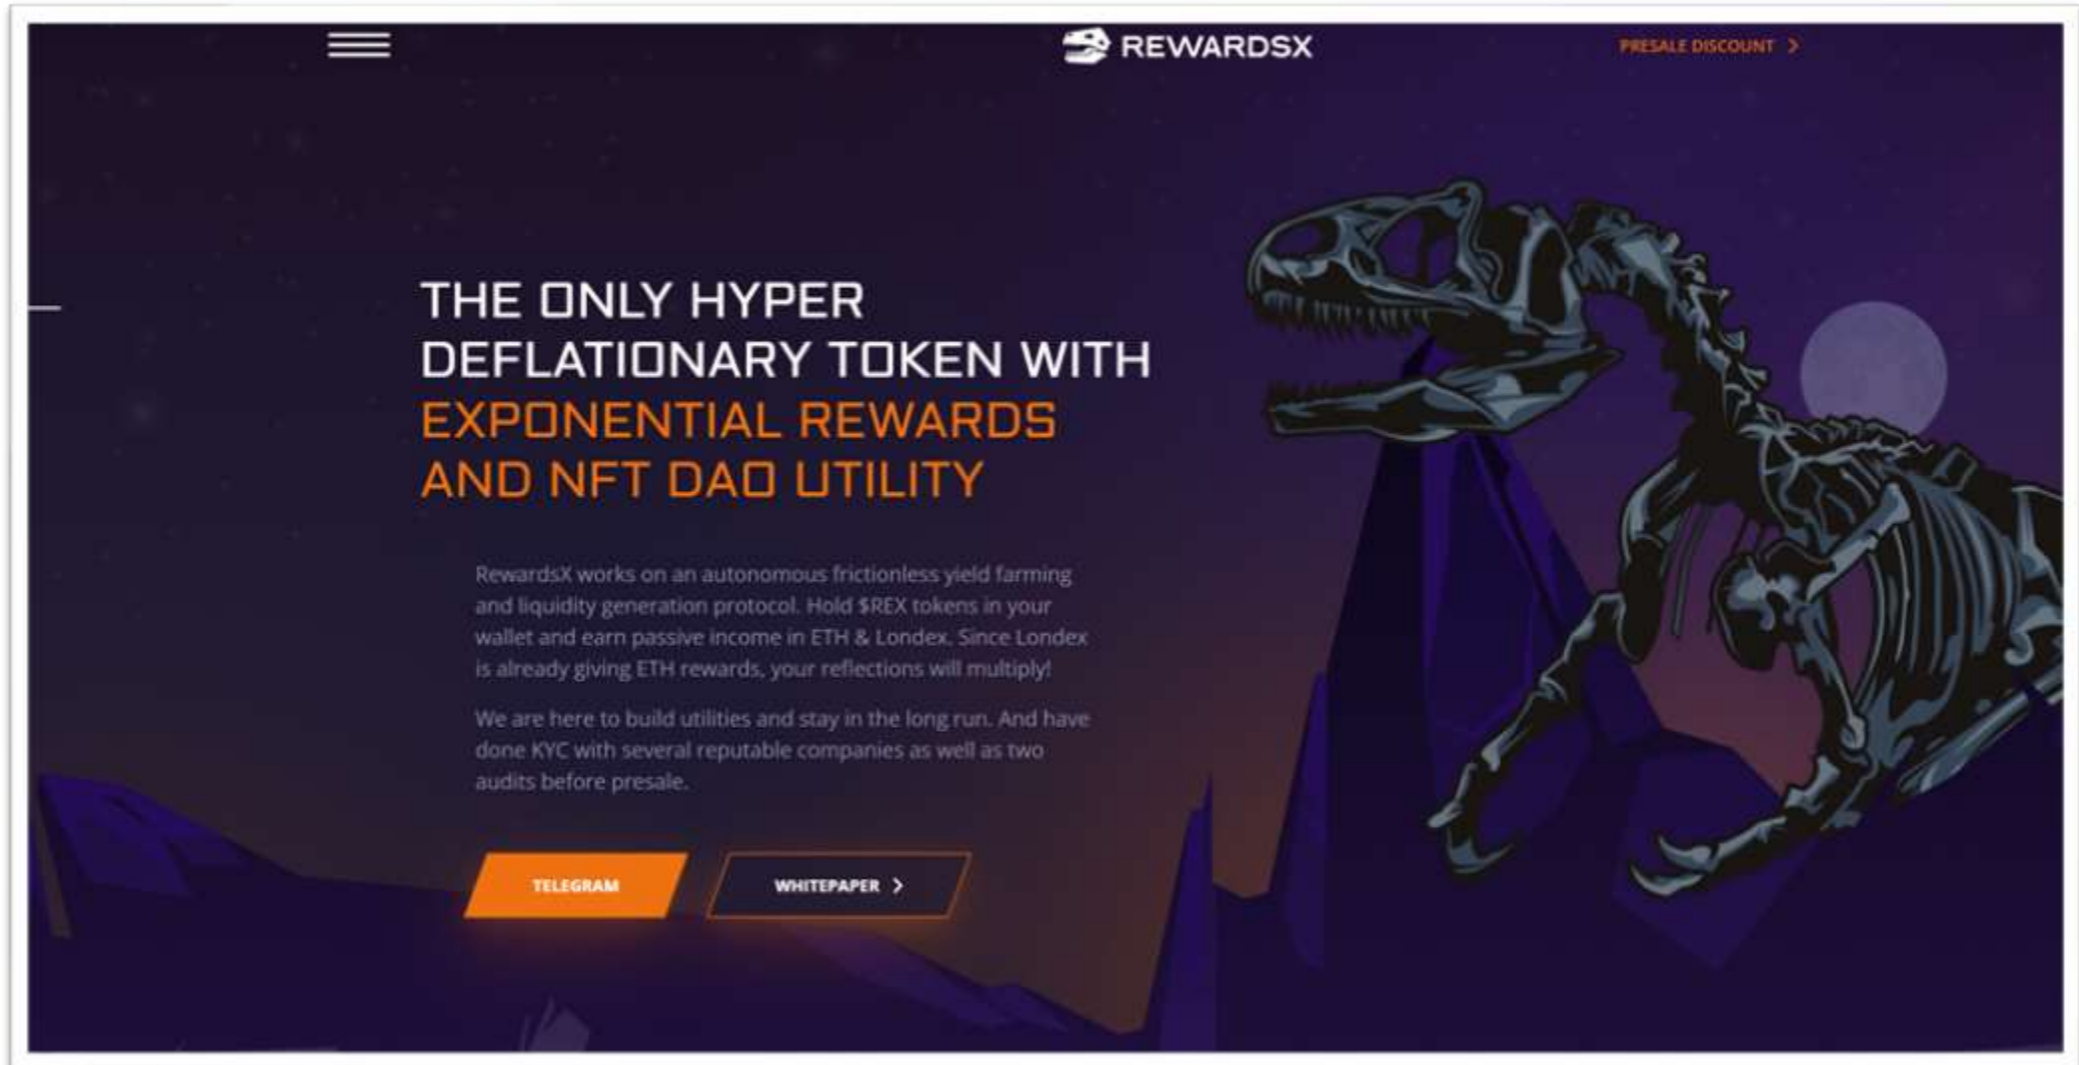 REWARDSX
PRESALE DISCOUNT
THE ONLY HYPER
DEFLATIONARY TOKEN WITH
EXPONENTIAL REWARDS
AND NFT DAO UTILITY
RewardsX works on an autonomous frictionless yield farming
and liquidity generation protocol. Hold $REX tokens in your
wallet and earn passive income in ETH & Londex. Since Londex
is already giving ETH rewards, your reflections will multiply!
We are here to build utilities and stay in the long run. And have
done KYC with several reputable companies as well as two
audits before presale.
TELEGRAM
WHITEPAPER